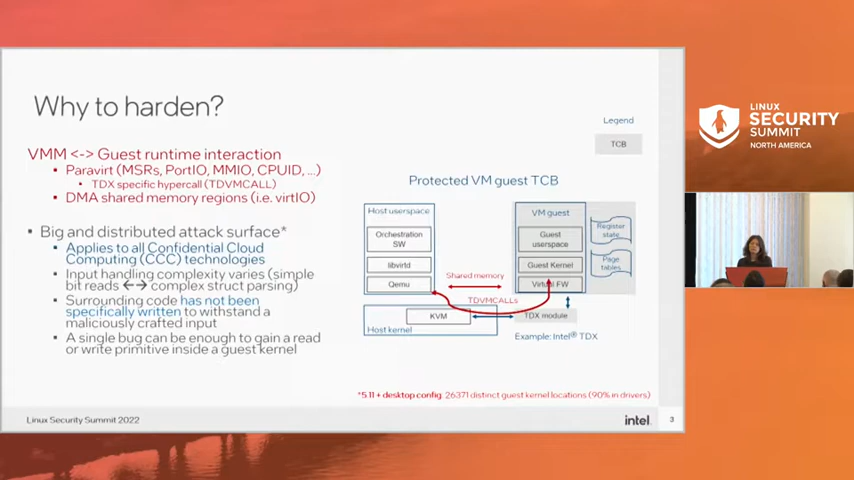 Why to harden?
VMM <-> Guest runtime interaction
• Paravirt (MSRs, PortIO, MMIO, CPUID, ...)
• TDX specific hypercall (TDVMCALL)
• DMA shared memory regions (i.e. virtIO)
▪ Big and distributed attack surface*
▪ Applies to all Confidential Cloud
Computing (CCC) technologies
▪ Input handling complexity varies (simple
bit reads ←→ complex struct parsing)
▪ Surrounding code has not been
specifically written to withstand a
maliciously crafted input
▪ A single bug can be enough to gain a read
or write primitive inside a guest kernel
Legend
TCB
Protected VM guest TCB
Host userspace
Orchestration
SW
libvirtd
Qemu
Host kernel
KVM
Shared memory
TDVMCALLs
VM guest
Guest
userspace
Guest Kernel
Virtual FW
Register
state
Page
tables
TDX module
Example: Intel® TDX
*5.11 + desktop config: 26371 distinct guest kernel locations (90% in drivers)
Linux Security Summit 2022
intel.
3
LINUX
SECURITY
SUMMIT
NORTH AMERICA